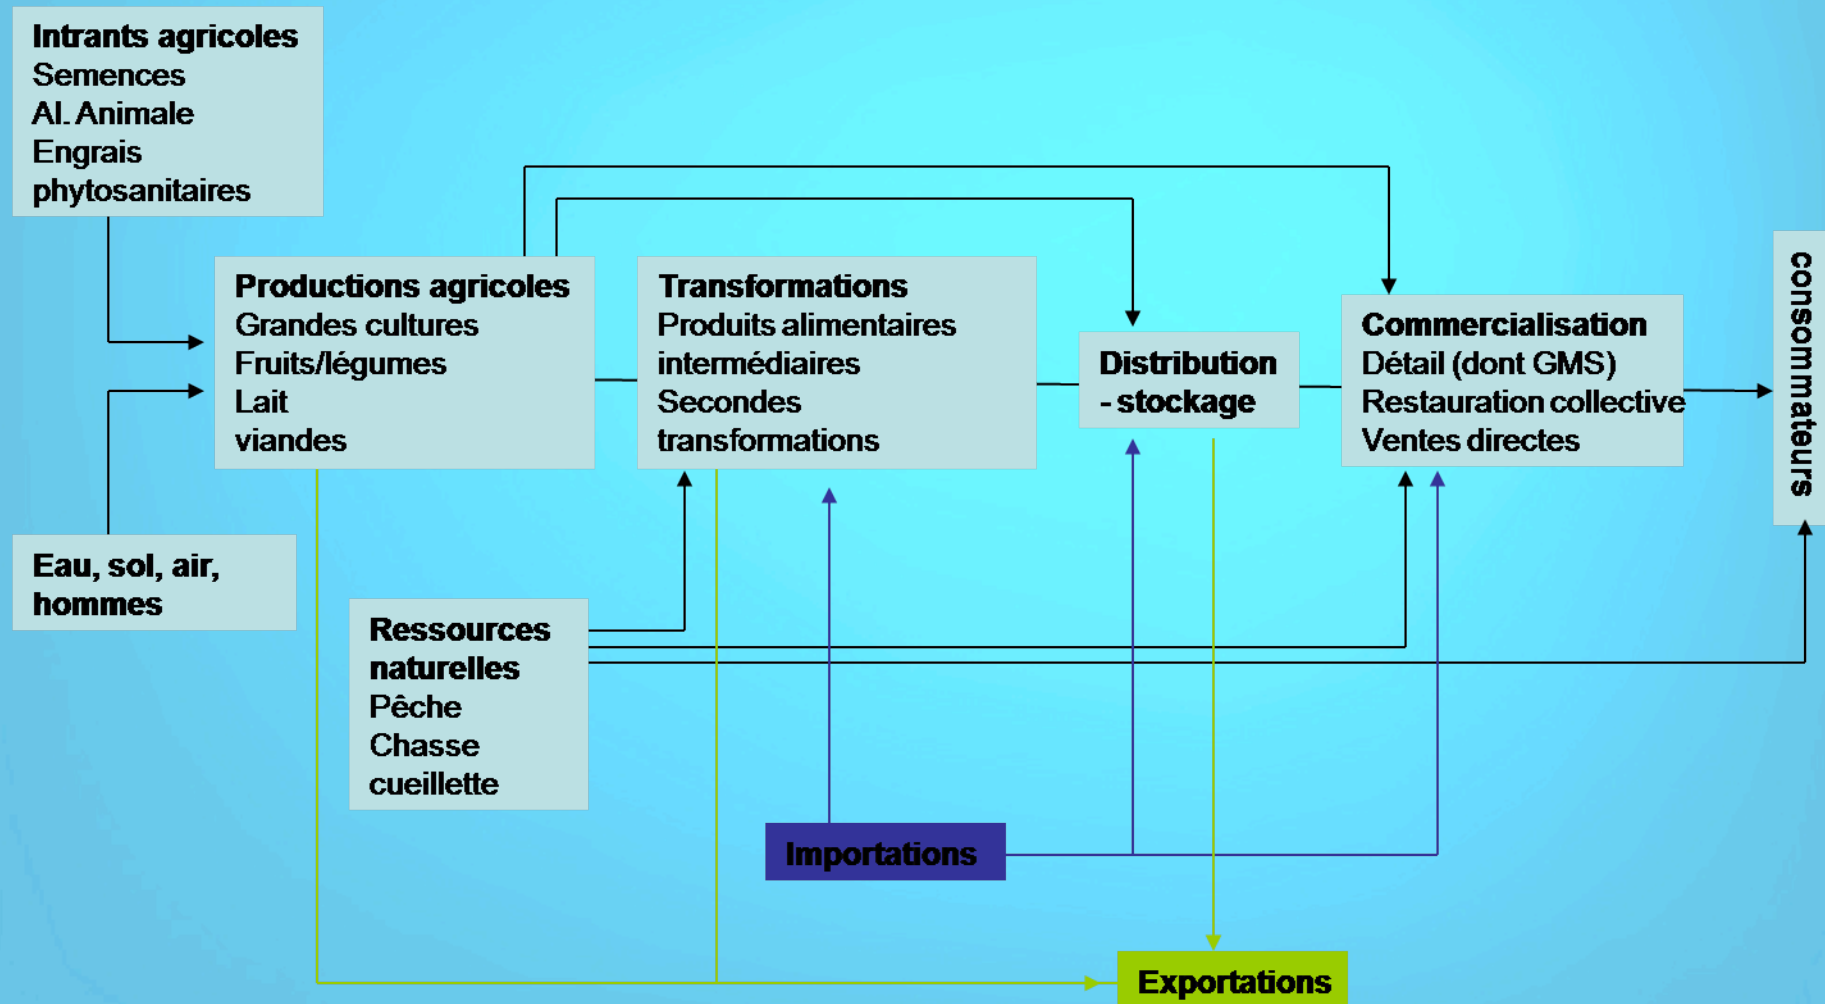 Intrants agricoles
Semences
Al. Animale
Engrais
phytosanitaires
Productions agricoles
Grandes cultures
Fruits/légumes
Lait
viandes
Transformations
Produits alimentaires
intermédiaires
Secondes
transformations
Distribution
- stockage
Commercialisation
Détail (dont GMS)
Restauration collective
Ventes directes
consommateurs
Eau, sol, air,
hommes
Ressources
naturelles
Pêche
Chasse
cueillette
Importations
Exportations